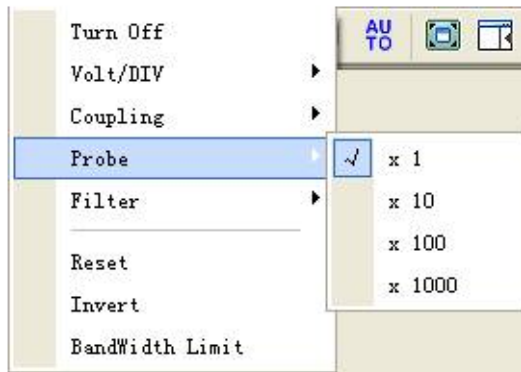 Turn Off
Volt/DIV
Coupling
Probe
Filter
Reset
Invert
BandWidth Limit
AU
TO
x 1
x 10
x 100
x 1000